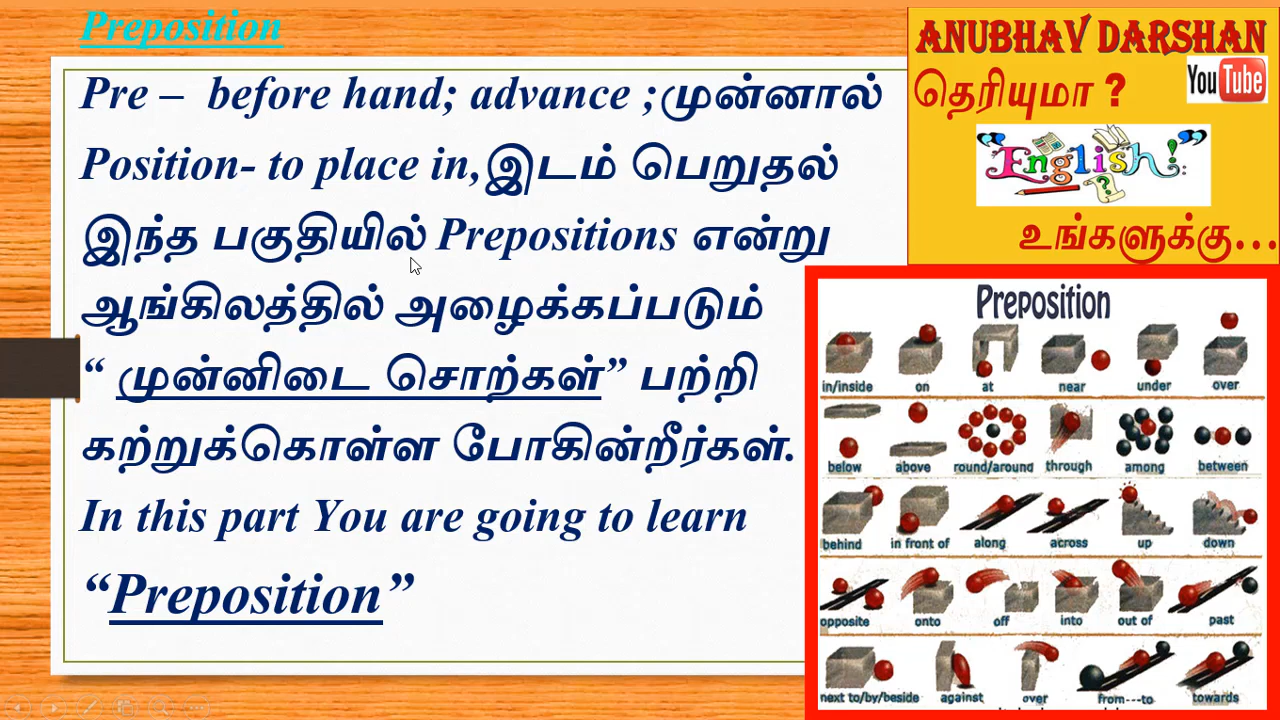 Preposition
Pre – before hand; advance ;முன்னால்
Position- to place in,இடம் பெறுதல்
இந்த பகுதியில் Prepositions என்று
ஆங்கிலத்தில் அழைக்கப்படும்
“ முன்னிடை சொற்கள்” பற்றி
கற்றுக்கொள்ள போகின்றீர்கள்.
In this part You are going to learn
“Preposition”
ANUBHAV DARSHAN
தெரியுமா ?
YouTube
“English!”
உங்களுக்கு...
Preposition
in/inside on at near under over
below above round/around through among between
behind in front of along across up down
opposite onto off into out of past
next to/by/beside against over from---to towards